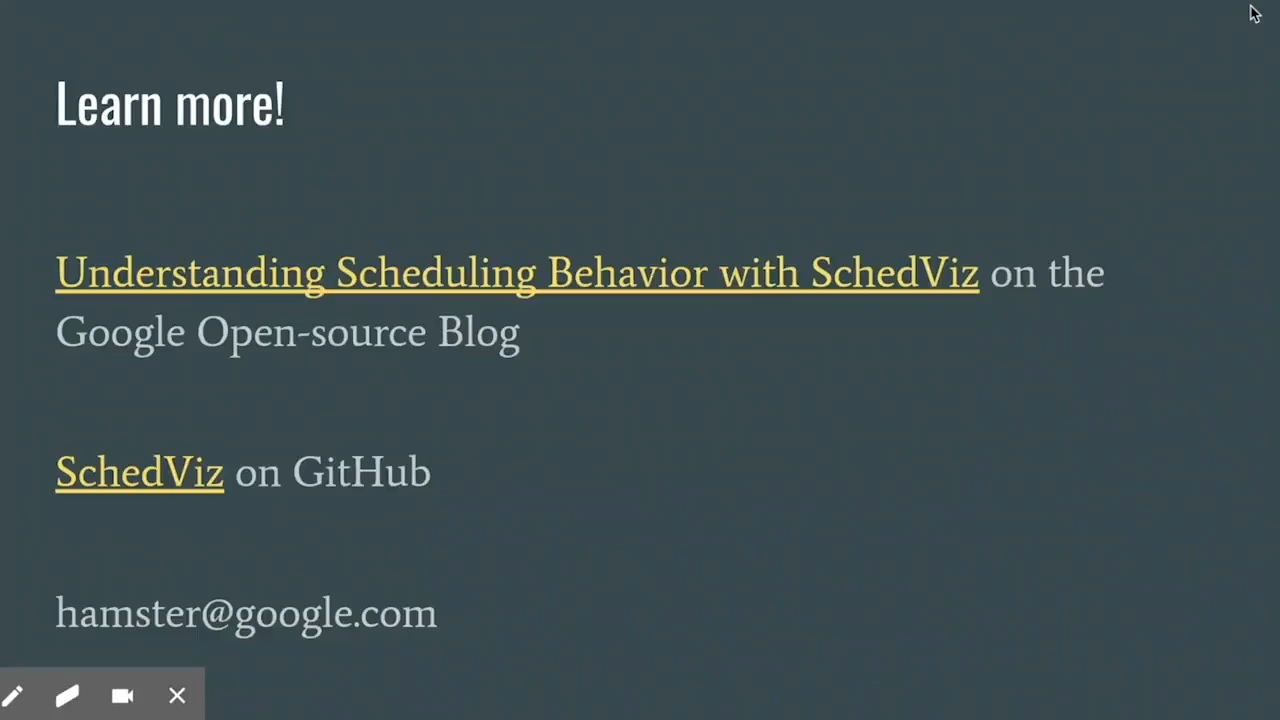 Learn more!
Understanding Scheduling Behavior with SchedViz on the
Google Open-source Blog
SchedViz on GitHub
hamster@google.com